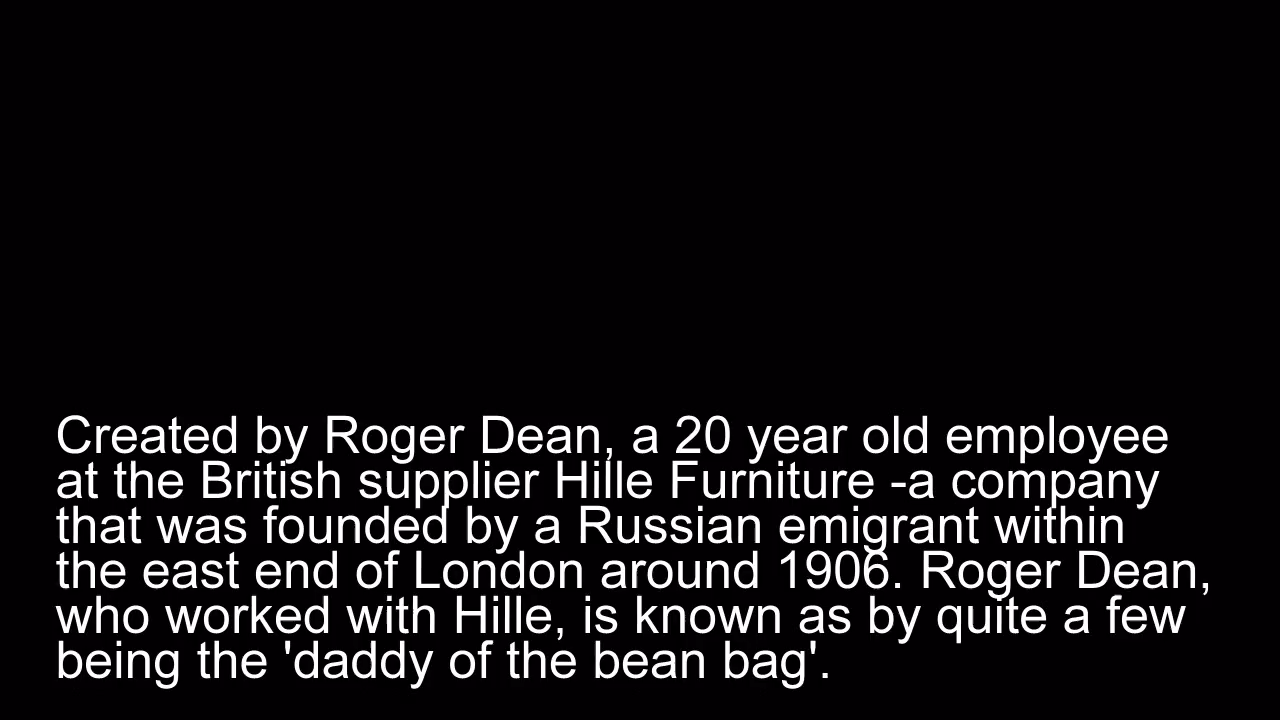 Created by Roger Dean, a 20 year old employee
at the British supplier Hille Furniture -a company
that was founded by a Russian emigrant within
the east end of London around 1906. Roger Dean,
who worked with Hille, is known as by quite a few
being the 'daddy of the bean bag'.